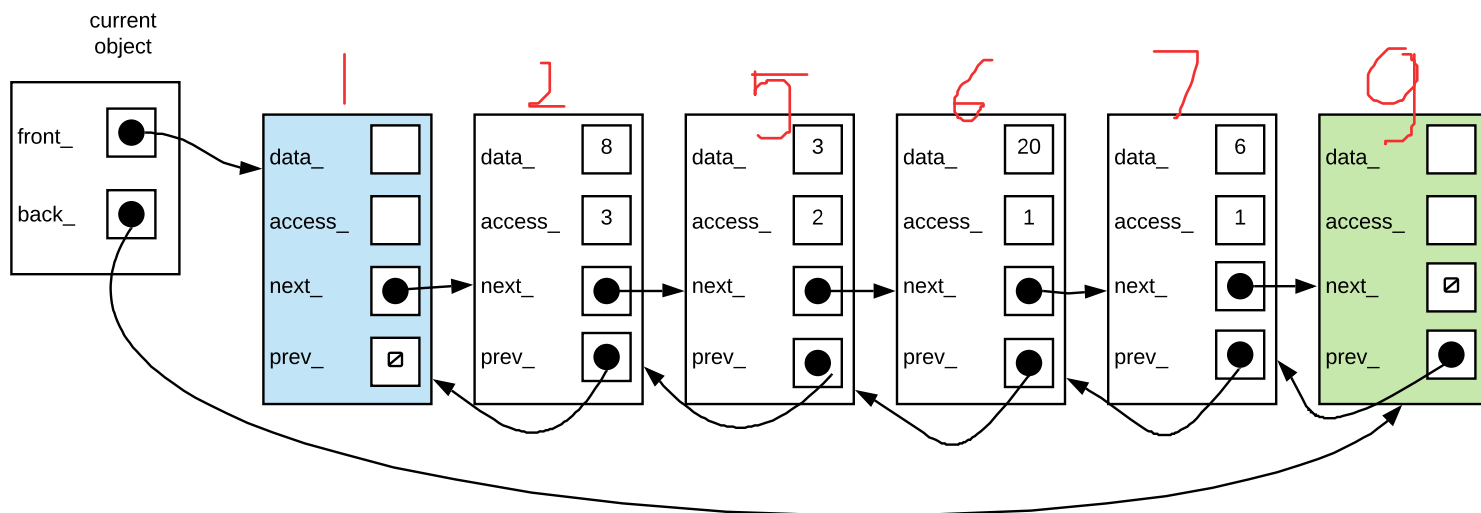 current
object
1 2 5 6 7 9
front_
back_
data_
access_
next_
prev_
data_ 8
access_ 3
next_
prev_
data_ 3
access_ 2
next_
prev_
data_ 20
access_ 1
next_
prev_
data_ 6
access_ 1
next_
prev_
data_
access_
next_
prev_